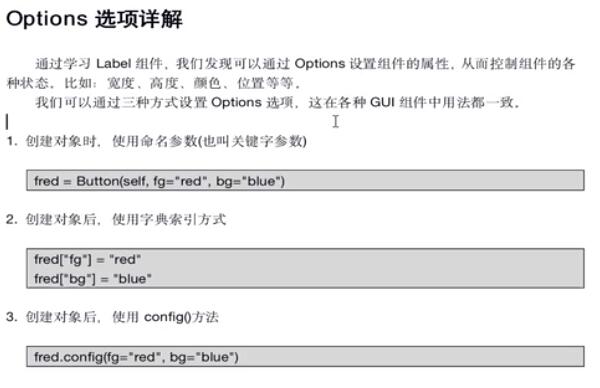 Options 选项详解
通过学习 Label 组件，我们发现可以通过 Options 设置组件的属性，从而控制组件的各
种状态。比如：宽度、高度、颜色、位置等等。
我们可以通过三种方式设置 Options 选项，这在各种 GUI 组件中用法都一致。
1. 创建对象时，使用命名参数(也叫关键字参数)
fred = Button(self, fg="red", bg="blue")
2. 创建对象后，使用字典索引方式
fred["fg"] = "red"
fred["bg"] = "blue"
3. 创建对象后，使用 config()方法
fred.config(fg="red", bg="blue")